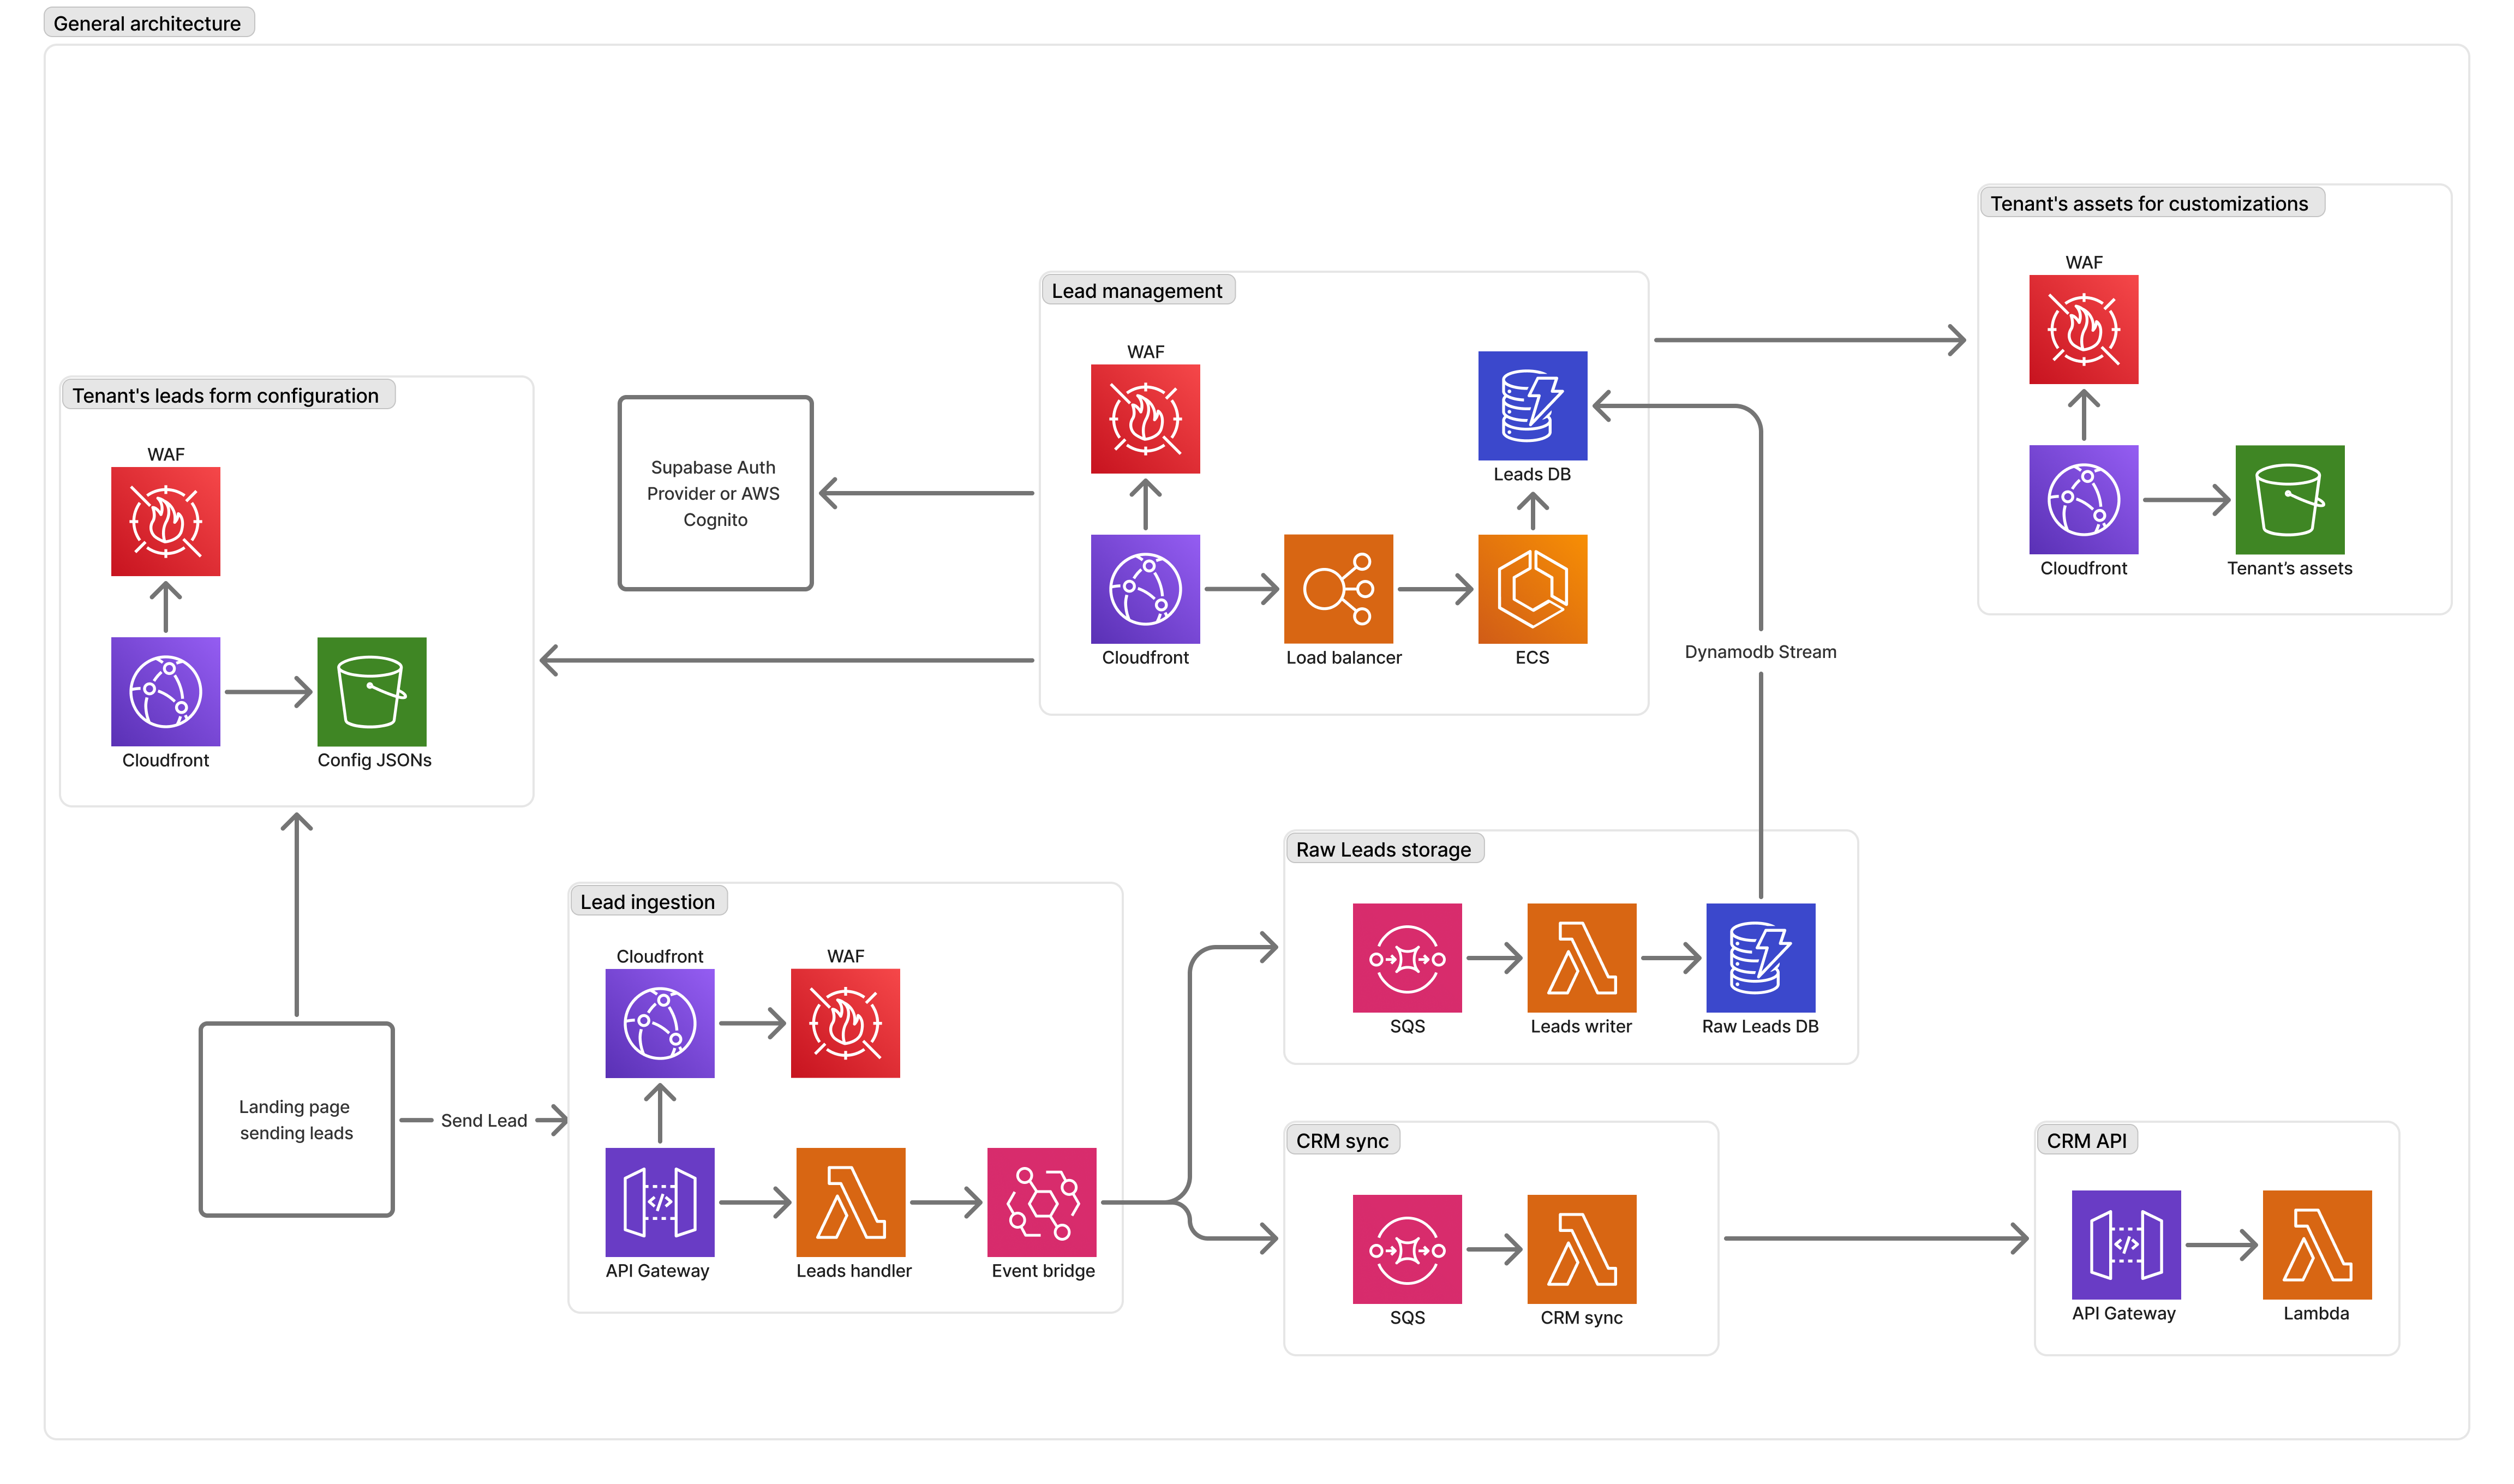 General architecture
Tenant's assets for customizations
WAF
Cloudfront
Tenant’s assets
Lead management
WAF
Leads DB
Cloudfront
Load balancer
ECS
Tenant's leads form configuration
WAF
Cloudfront
Config JSONs
Supabase Auth
Provider or AWS
Cognito
Dynamodb Stream
Raw Leads storage
SQS
Leads writer
Raw Leads DB
Lead ingestion
Cloudfront
WAF
API Gateway
Leads handler
Event bridge
Landing page
sending leads
Send Lead
CRM sync
SQS
CRM sync
CRM API
API Gateway
Lambda